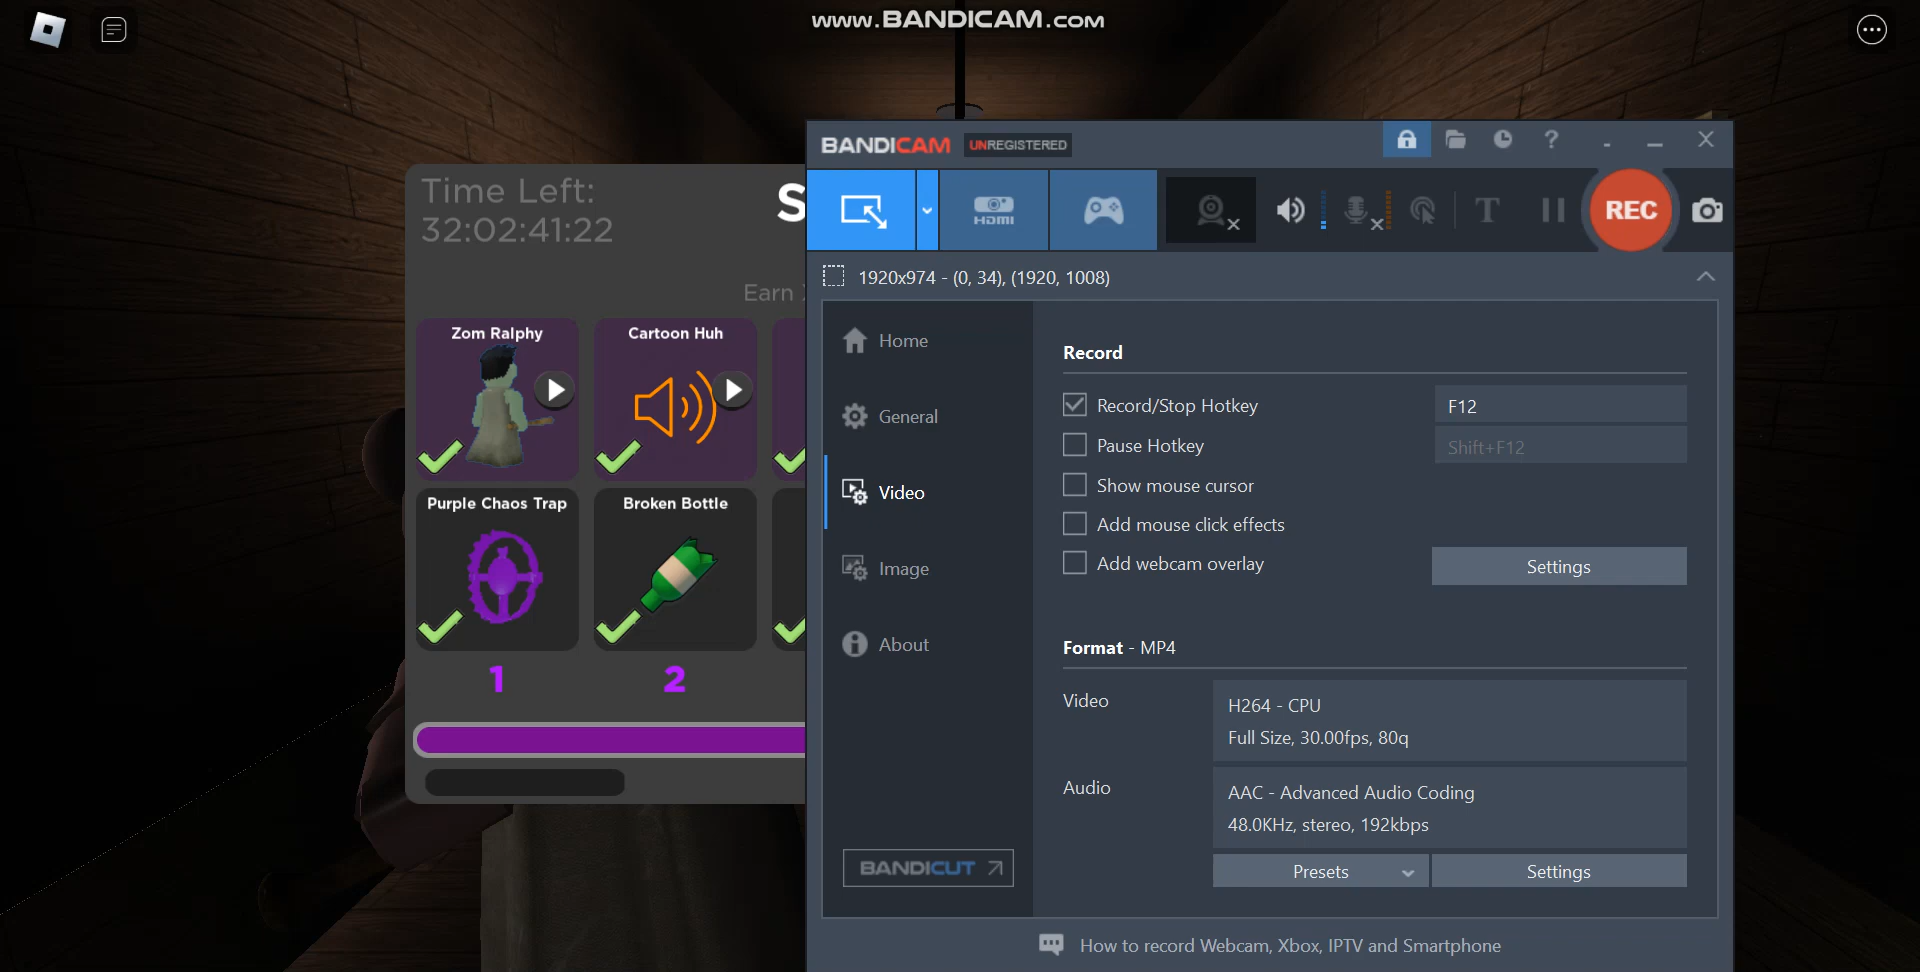 www.BANDICAM.com
BANDICAM UNREGISTERED
Time Left:
32:02:41:22
S
HDMI
T
REC
1920x974 - (0, 34), (1920, 1008)
Earn
Zom Ralphy
Cartoon Huh
Purple Chaos Trap
Broken Bottle
1
2
Home
General
Video
Image
About
BANDICUT
Record
Record/Stop Hotkey
F12
Pause Hotkey
Shift+F12
Show mouse cursor
Add mouse click effects
Add webcam overlay
Settings
Format - MP4
Video
H264 - CPU
Full Size, 30.00fps, 80q
Audio
AAC - Advanced Audio Coding
48.0KHz, stereo, 192kbps
Presets
Settings
How to record Webcam, Xbox, IPTV and Smartphone